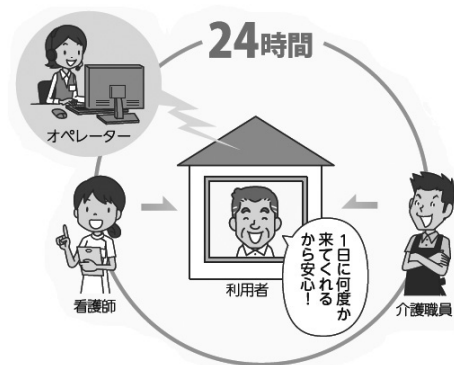 24時間
オペレーター
看護師
利用者
1日に何度か
来てくれる
から安心！
介護職員